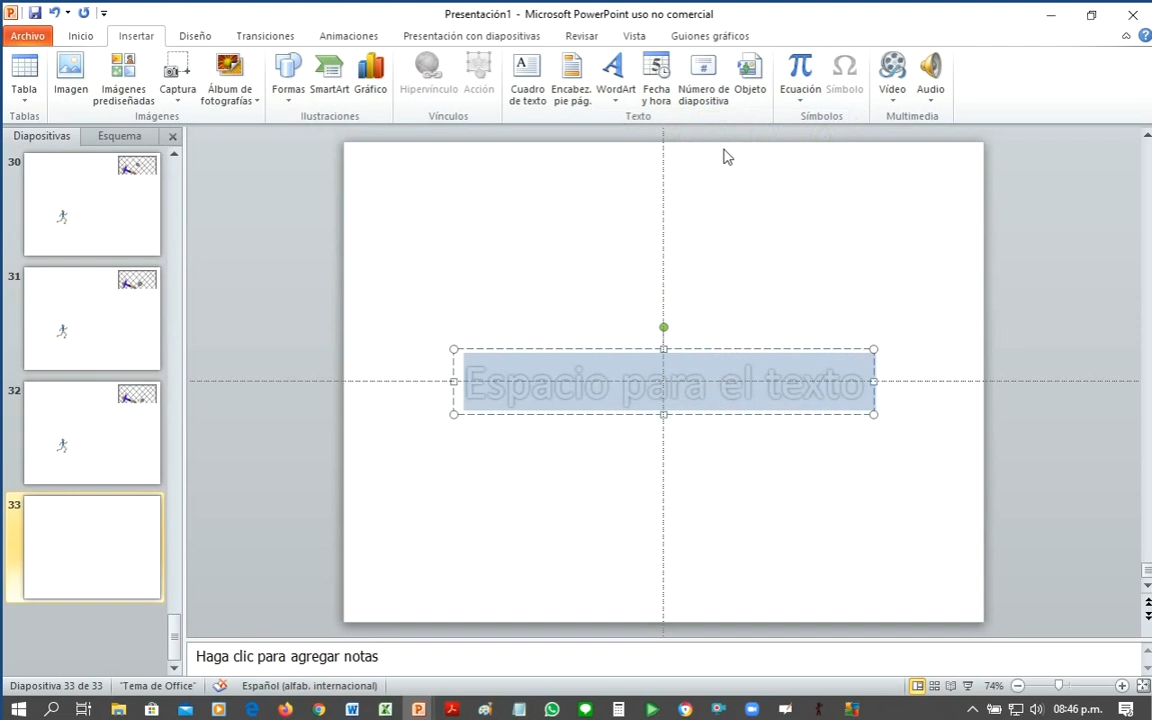 Presentación1 - Microsoft PowerPoint uso no comercial
Archivo Inicio Insertar Diseño Transiciones Animaciones Presentación con diapositivas Revisar Vista Guiones gráficos
Tabla
Imagen
Imágenes
prediseñadas
Captura
Álbum de
fotografías
Formas
SmartArt
Gráfico
Hipervínculo
Acción
Cuadro
de texto
Encabez.
pie pág.
WordArt
Fecha
y hora
Número de
diapositiva
Objeto
Ecuación
Símbolo
Vídeo
Audio
Tablas Imágenes Ilustraciones Vínculos Texto Símbolos Multimedia
Diapositivas Esquema
30
31
32
33
Espacio para el texto
Haga clic para agregar notas
Diapositiva 33 de 33 "Tema de Office" Español (alfab. internacional) 74%
08:46 p.m.